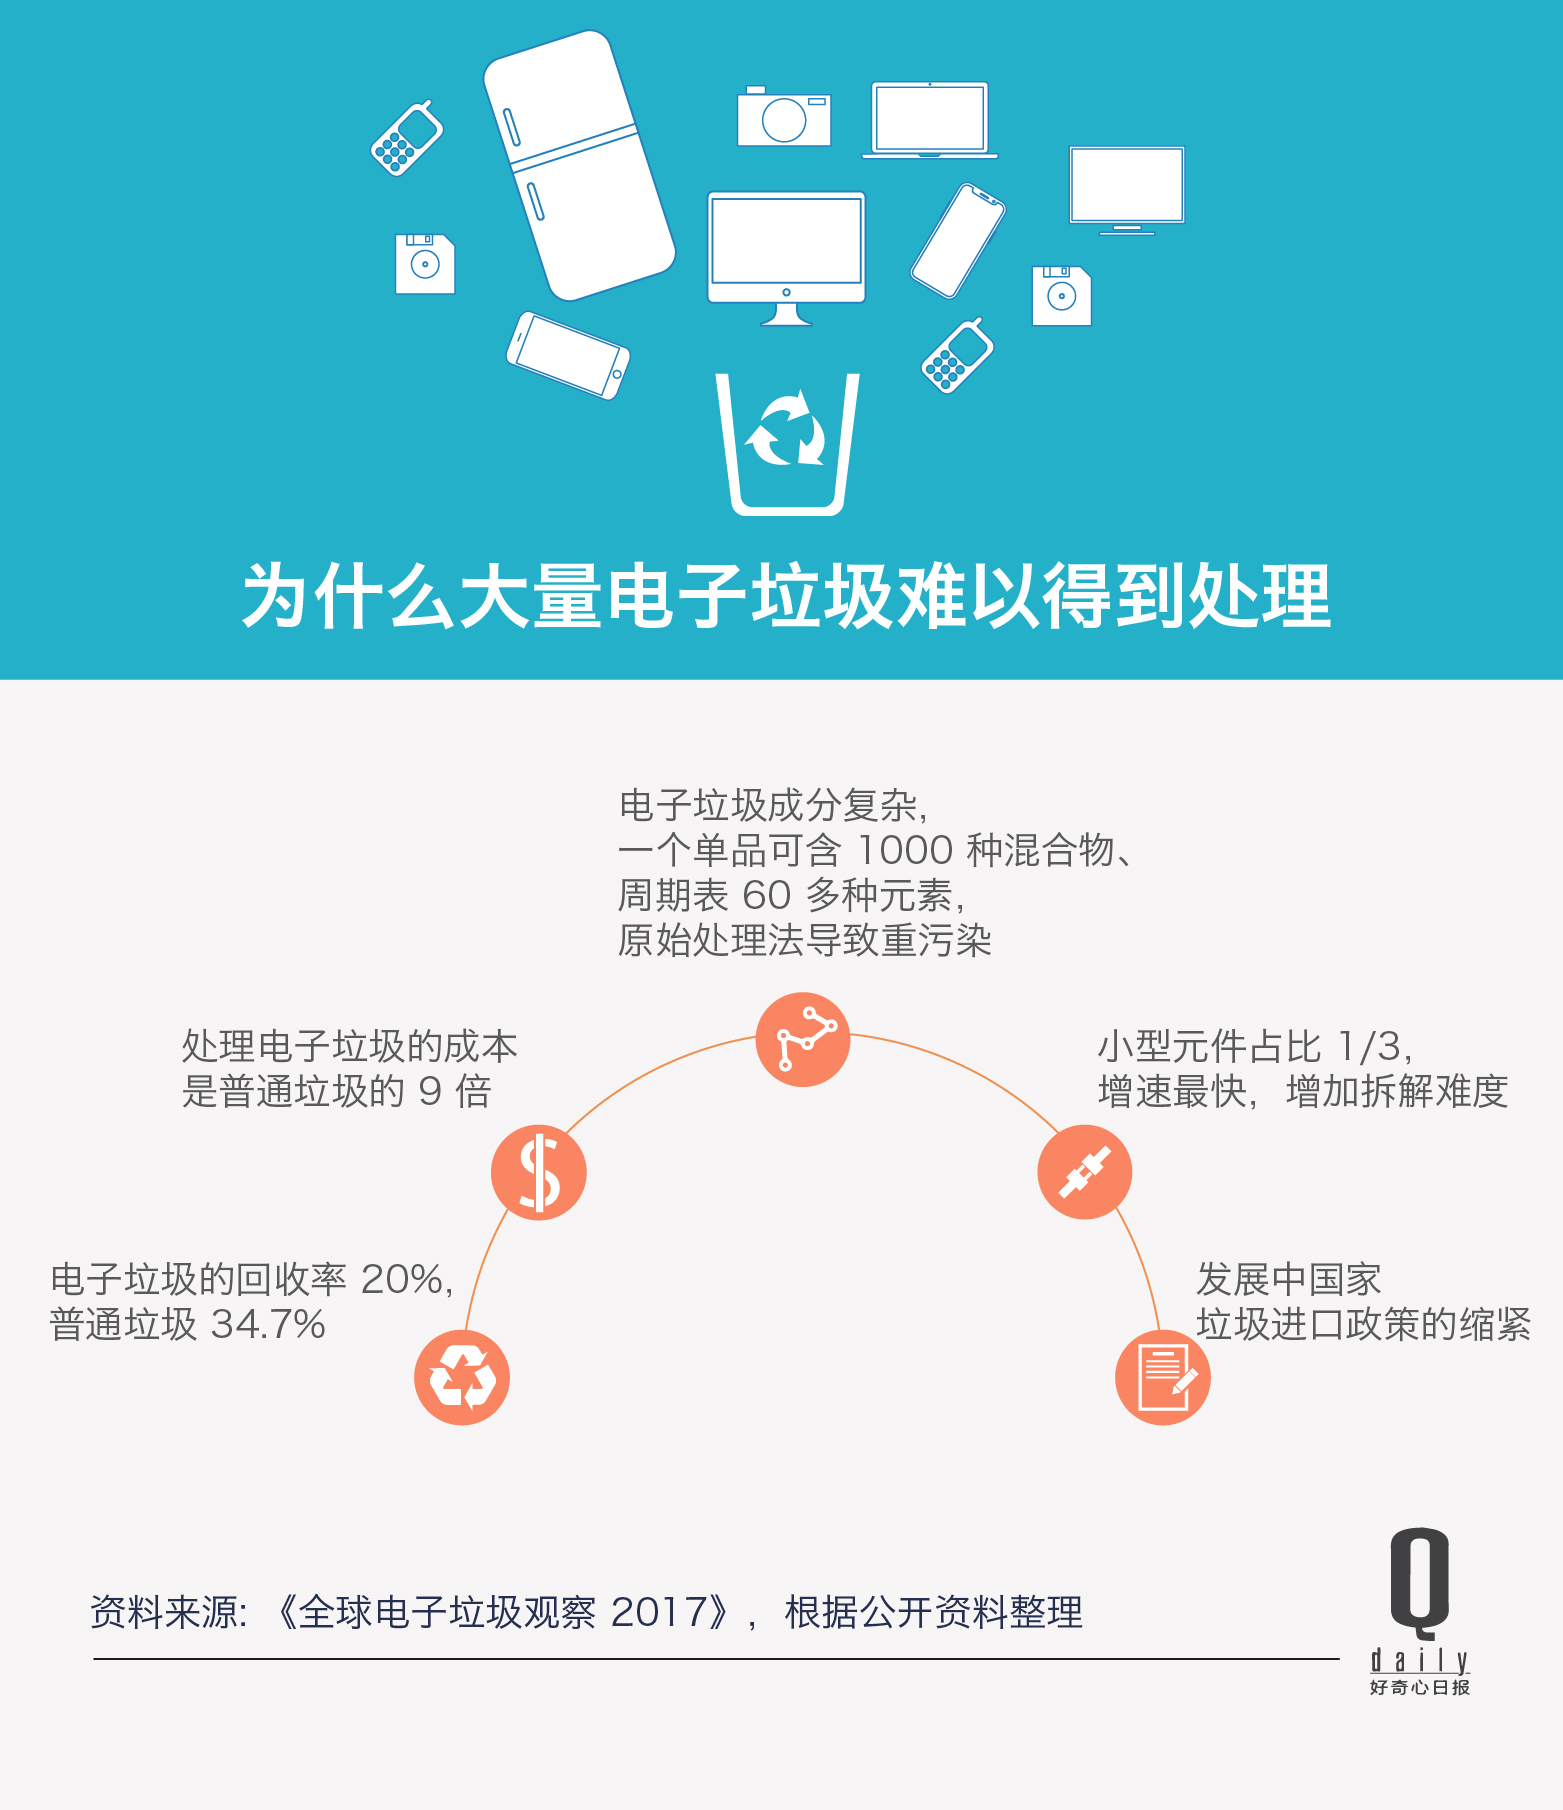 为什么大量电子垃圾难以得到处理
电子垃圾成分复杂，
一个单品可含 1000 种混合物、
周期表 60 多种元素，
原始处理法导致重污染
处理电子垃圾的成本
是普通垃圾的 9 倍
小型元件占比 1/3，
增速最快，增加拆解难度
电子垃圾的回收率 20%，
普通垃圾 34.7%
发展中国家
垃圾进口政策的缩紧
资料来源：《全球电子垃圾观察 2017》，根据公开资料整理
Q
daily
好奇心日报